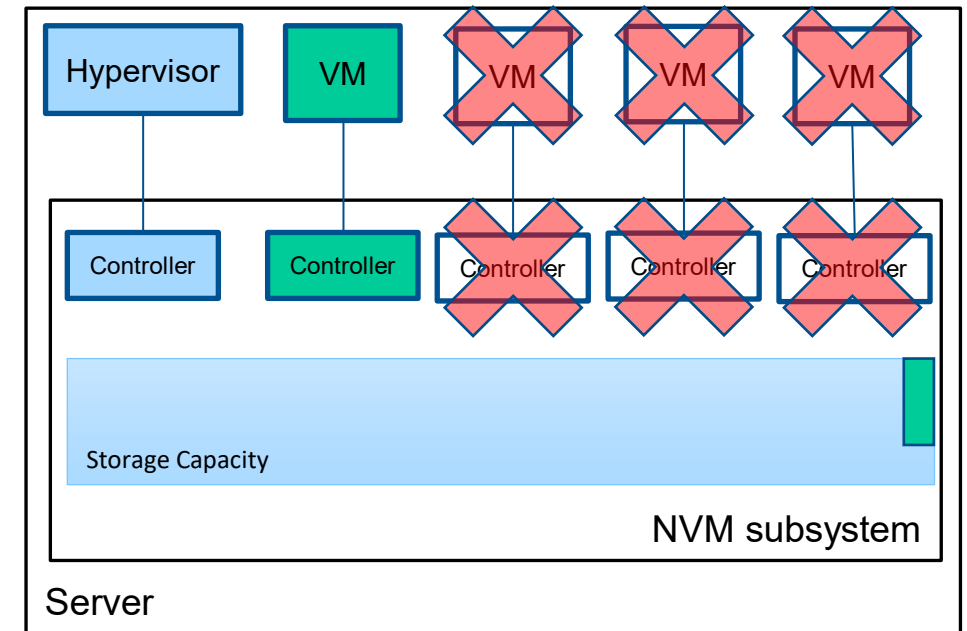 Hypervisor
VM
VM
VM
VM
Controller
Controller
Controller
Controller
Controller
Storage Capacity
NVM subsystem
Server